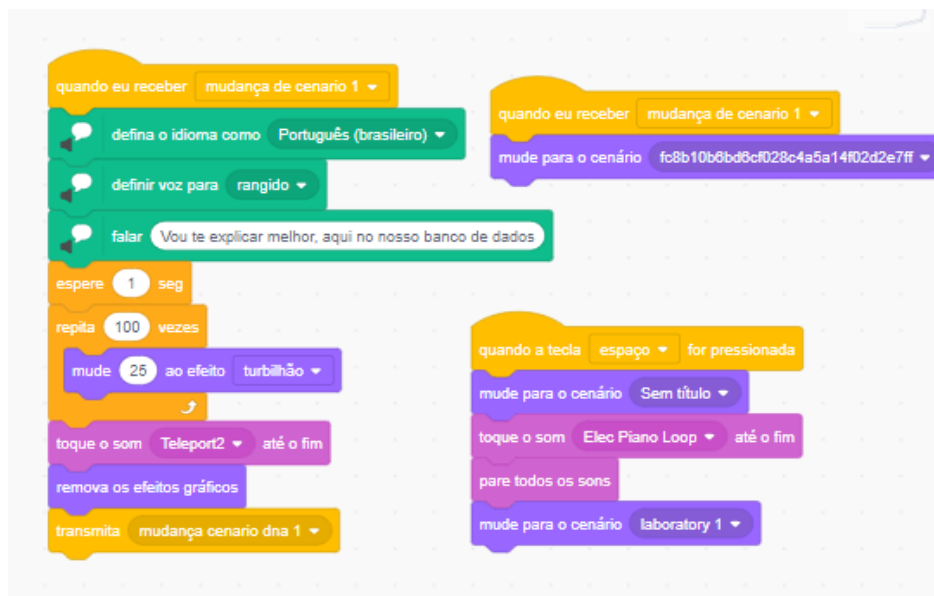 quando eu receber mudança de cenario 1
defina o idioma como Português (brasileiro)
definir voz para rangido
falar Vou te explicar melhor, aqui no nosso banco de dados
espere 1 seg
repita 100 vezes
mude 25 ao efeito turbilhão
toque o som Teleport2 até o fim
remova os efeitos gráficos
transmita mudança cenario dna 1
quando eu receber mudança de cenario 1
mude para o cenário fc8b10b6bd6cf028c4a5a14f02d2e7ff
quando a tecla espaço for pressionada
mude para o cenário Sem título
toque o som Elec Piano Loop até o fim
pare todos os sons
mude para o cenário laboratory 1